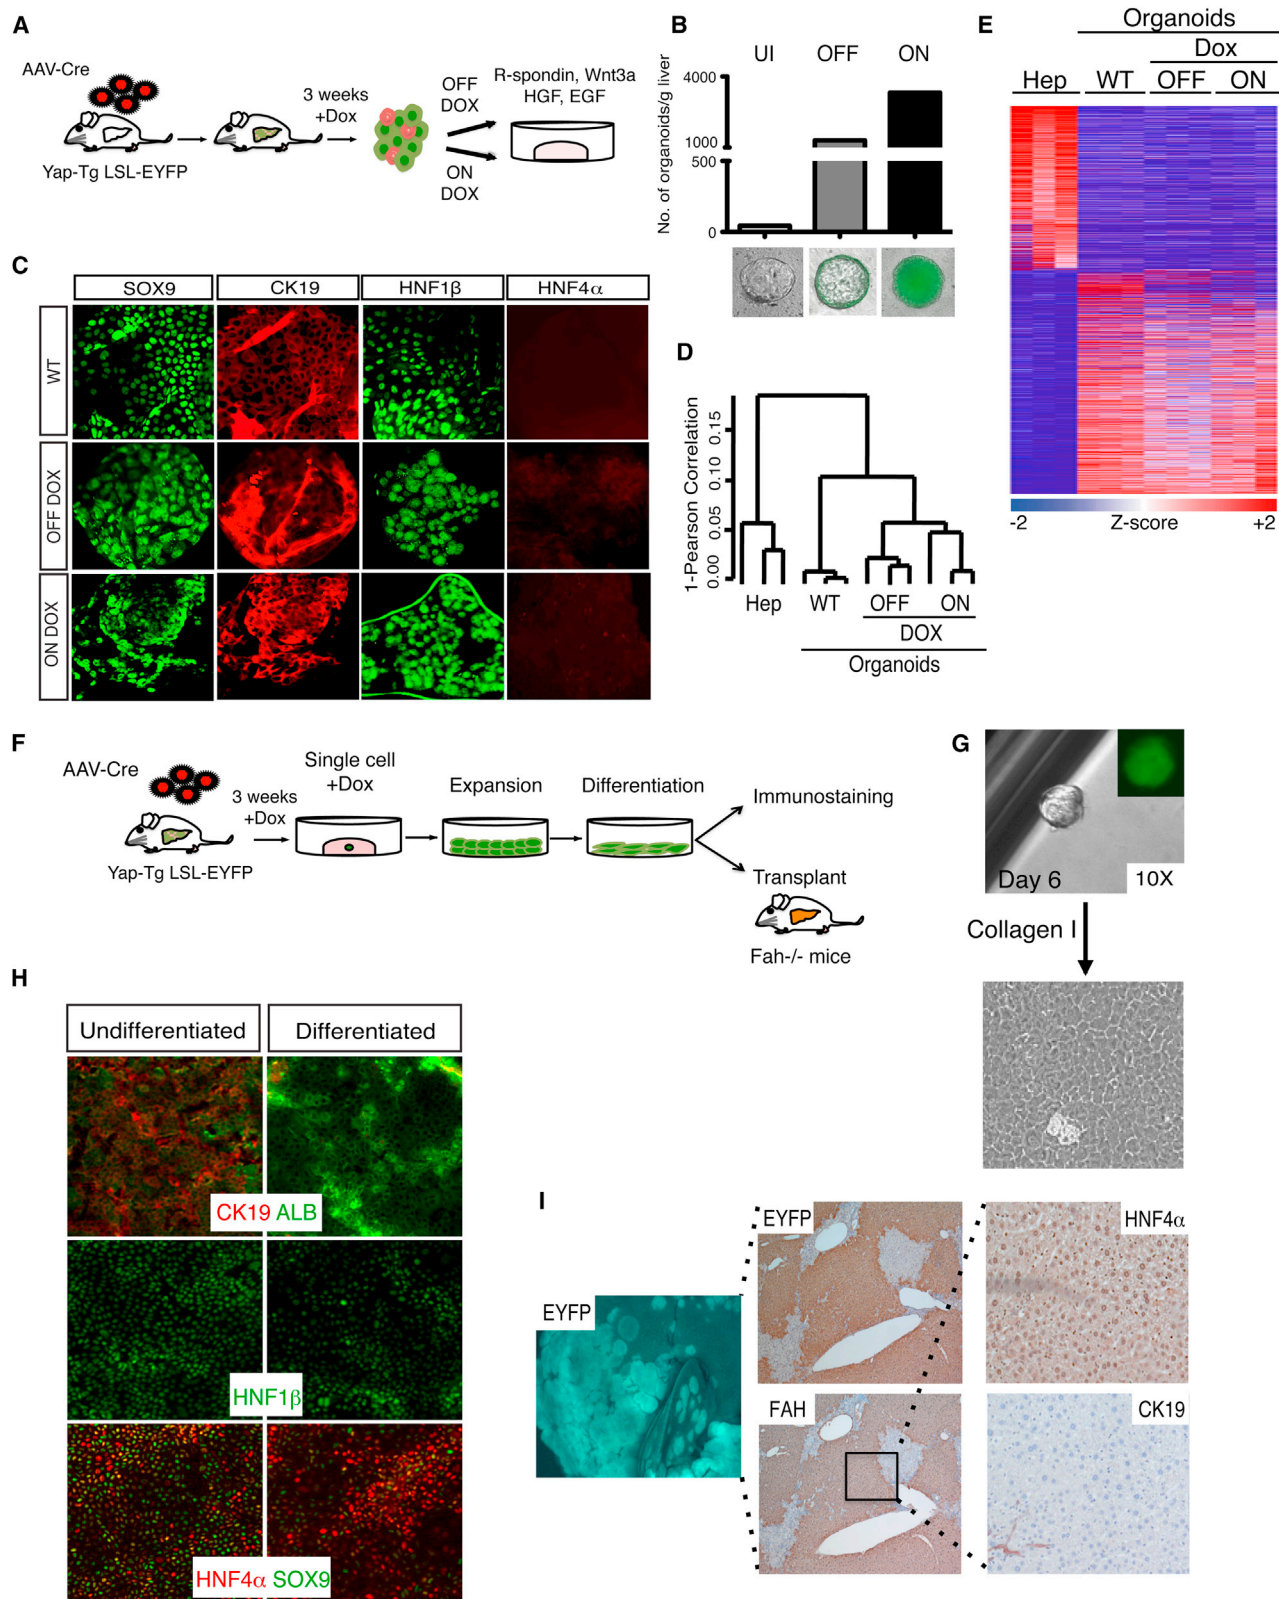 A
AAV-Cre
Yap-Tg LSL-EYFP
3 weeks
+Dox
OFF
DOX
ON
DOX
R-spondin, Wnt3a
HGF, EGF
B
UI OFF ON
No. of organoids/g liver
4000
1000
500
0
C
SOX9 CK19 HNF1β HNF4α
WT
OFF DOX
ON DOX
D
1-Pearson Correlation
0.15
0.10
0.05
0.00
Hep WT OFF ON
DOX
Organoids
E
Organoids
Dox
Hep WT OFF ON
-2 Z-score +2
F
AAV-Cre
Yap-Tg LSL-EYFP
3 weeks
+Dox
Single cell
+Dox
Expansion
Differentiation
Immunostaining
Transplant
Fah-/- mice
G
Day 6
10X
Collagen I
H
Undifferentiated Differentiated
CK19 ALB
HNF1β
HNF4α SOX9
I
EYFP
EYFP
HNF4α
FAH
CK19